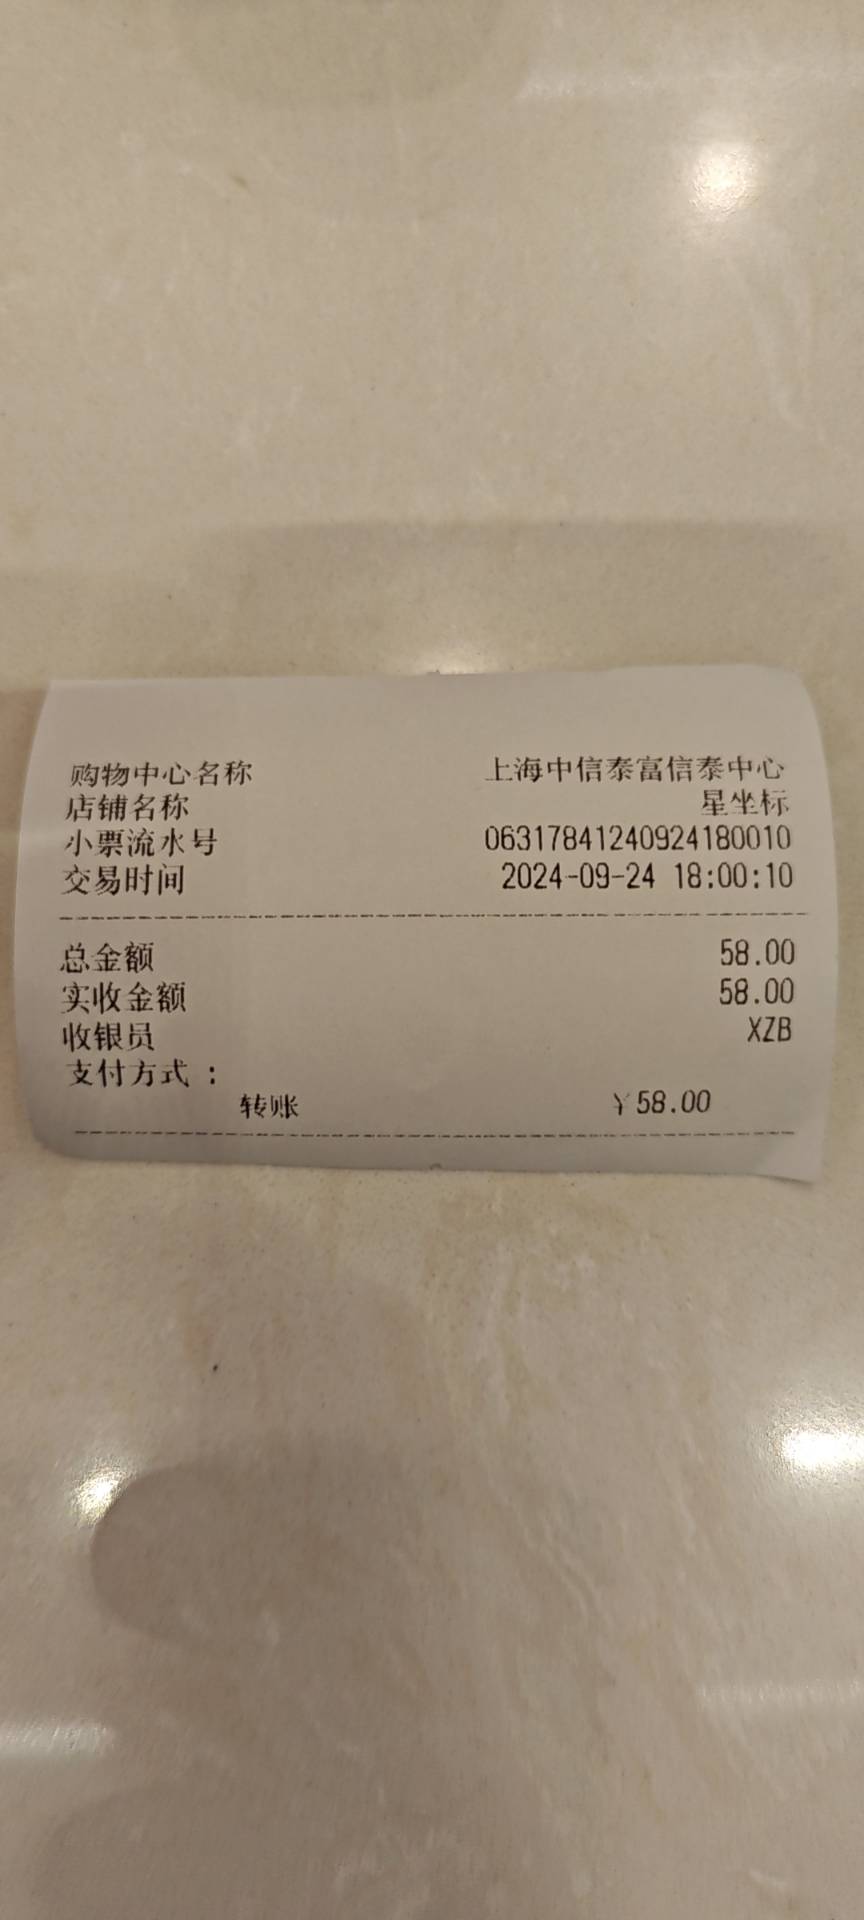 购物中心名称 上海中信泰富信泰中心
店铺名称 星坐标
小票流水号 06317841240924180010
交易时间 2024-09-24 18:00:10
总金额 58.00
实收金额 58.00
收银员 XZB
支付方式：
转账 ¥58.00